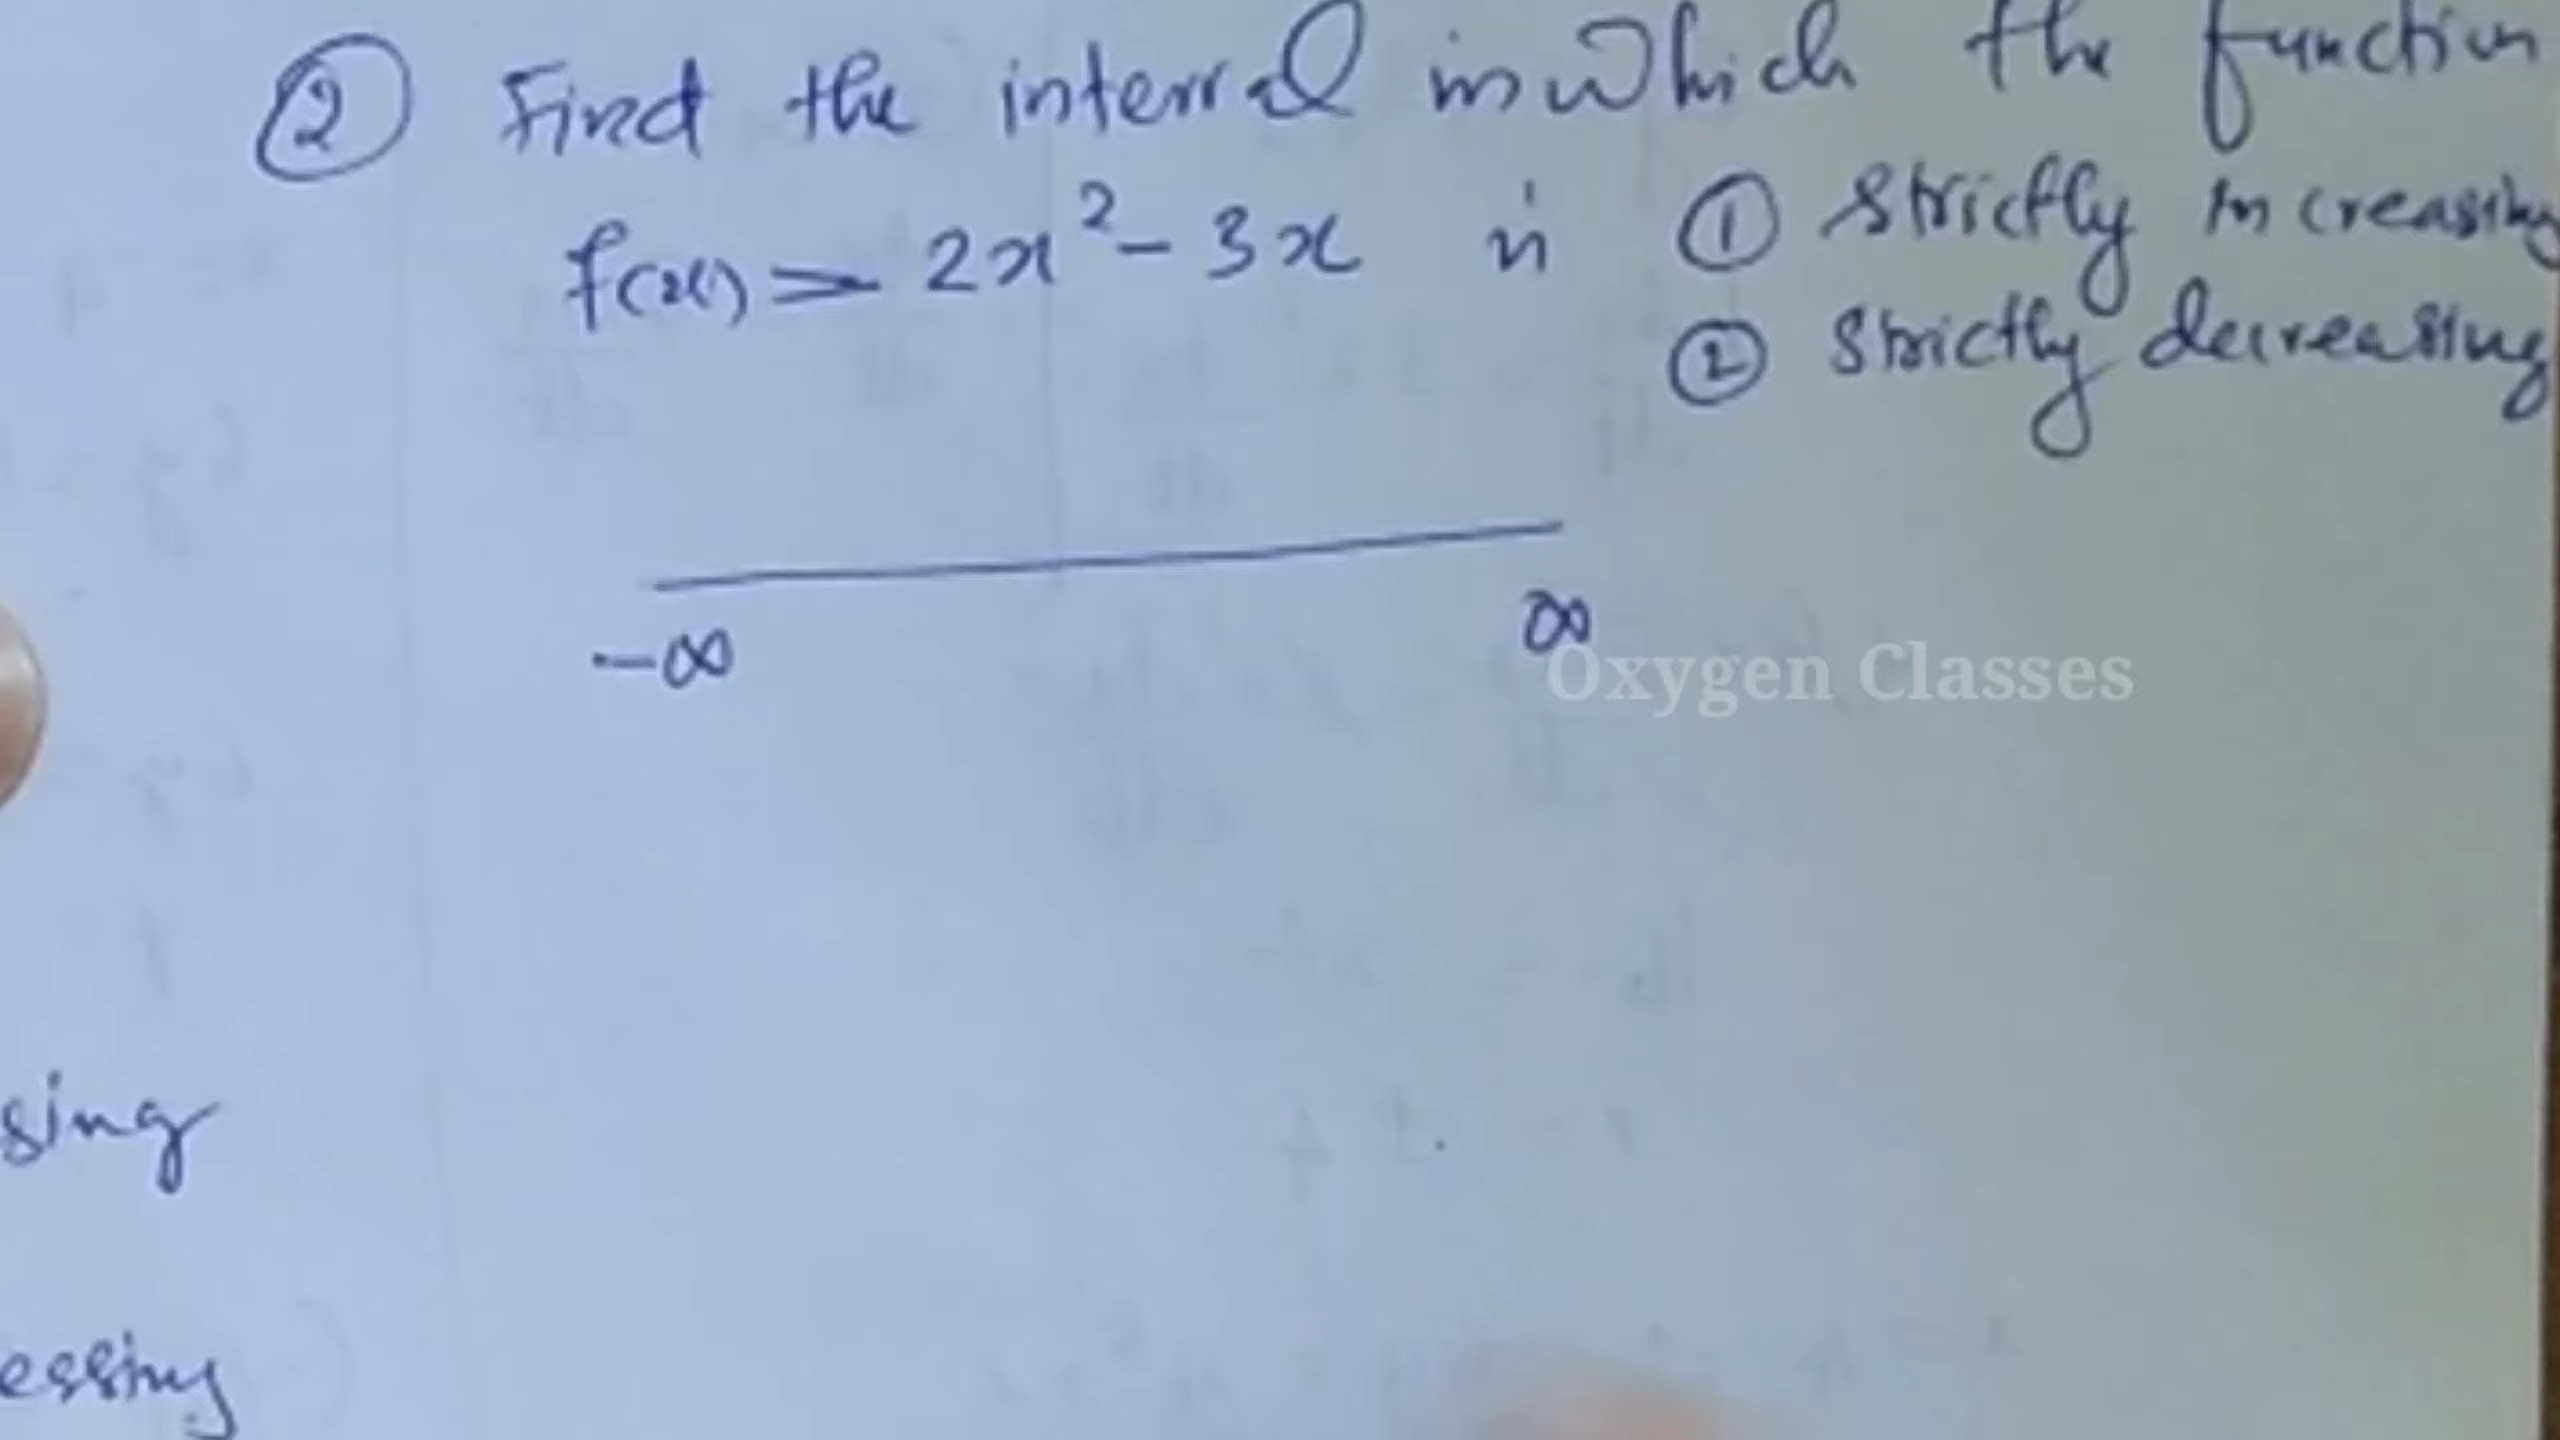 ② Find the interval in which the function
f(x) = 2x² - 3x is ① Strictly increasing
② Strictly decreasing
-∞ ∞
Oxygen Classes
sing
essing